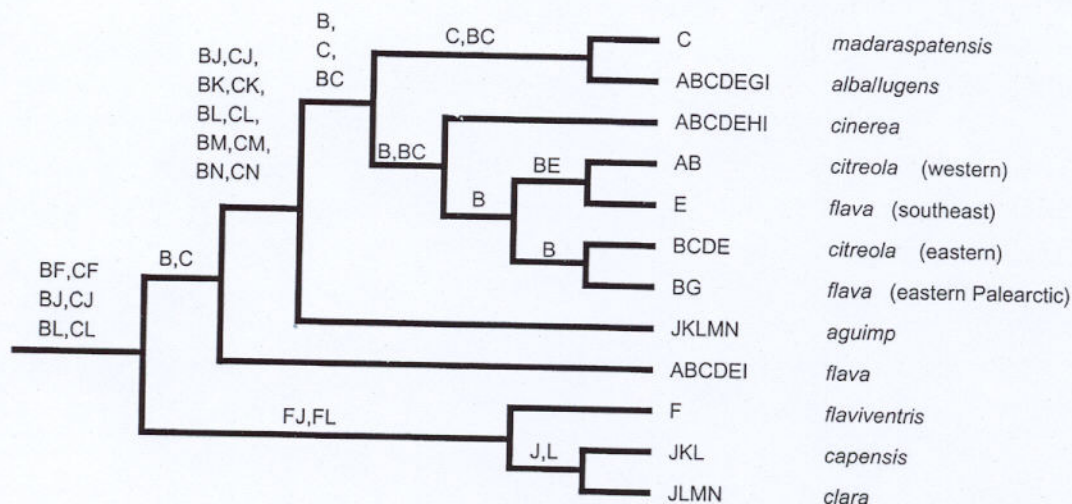 B,
C,
BC
C,BC
C madaraspatensis
ABCDEGI alballugens
BJ,CJ,
BK,CK,
BL,CL,
BM,CM,
BN,CN
ABCDEHI cinerea
B,BC
BE
AB citreola (western)
B
E flava (southeast)
B
BCDE citreola (eastern)
BG flava (eastern Palearctic)
B,C
BF,CF
BJ,CJ
BL,CL
JKLMN aguimp
ABCDEI flava
FJ,FL
F flaviventris
J,L
JKL capensis
JLMN clara